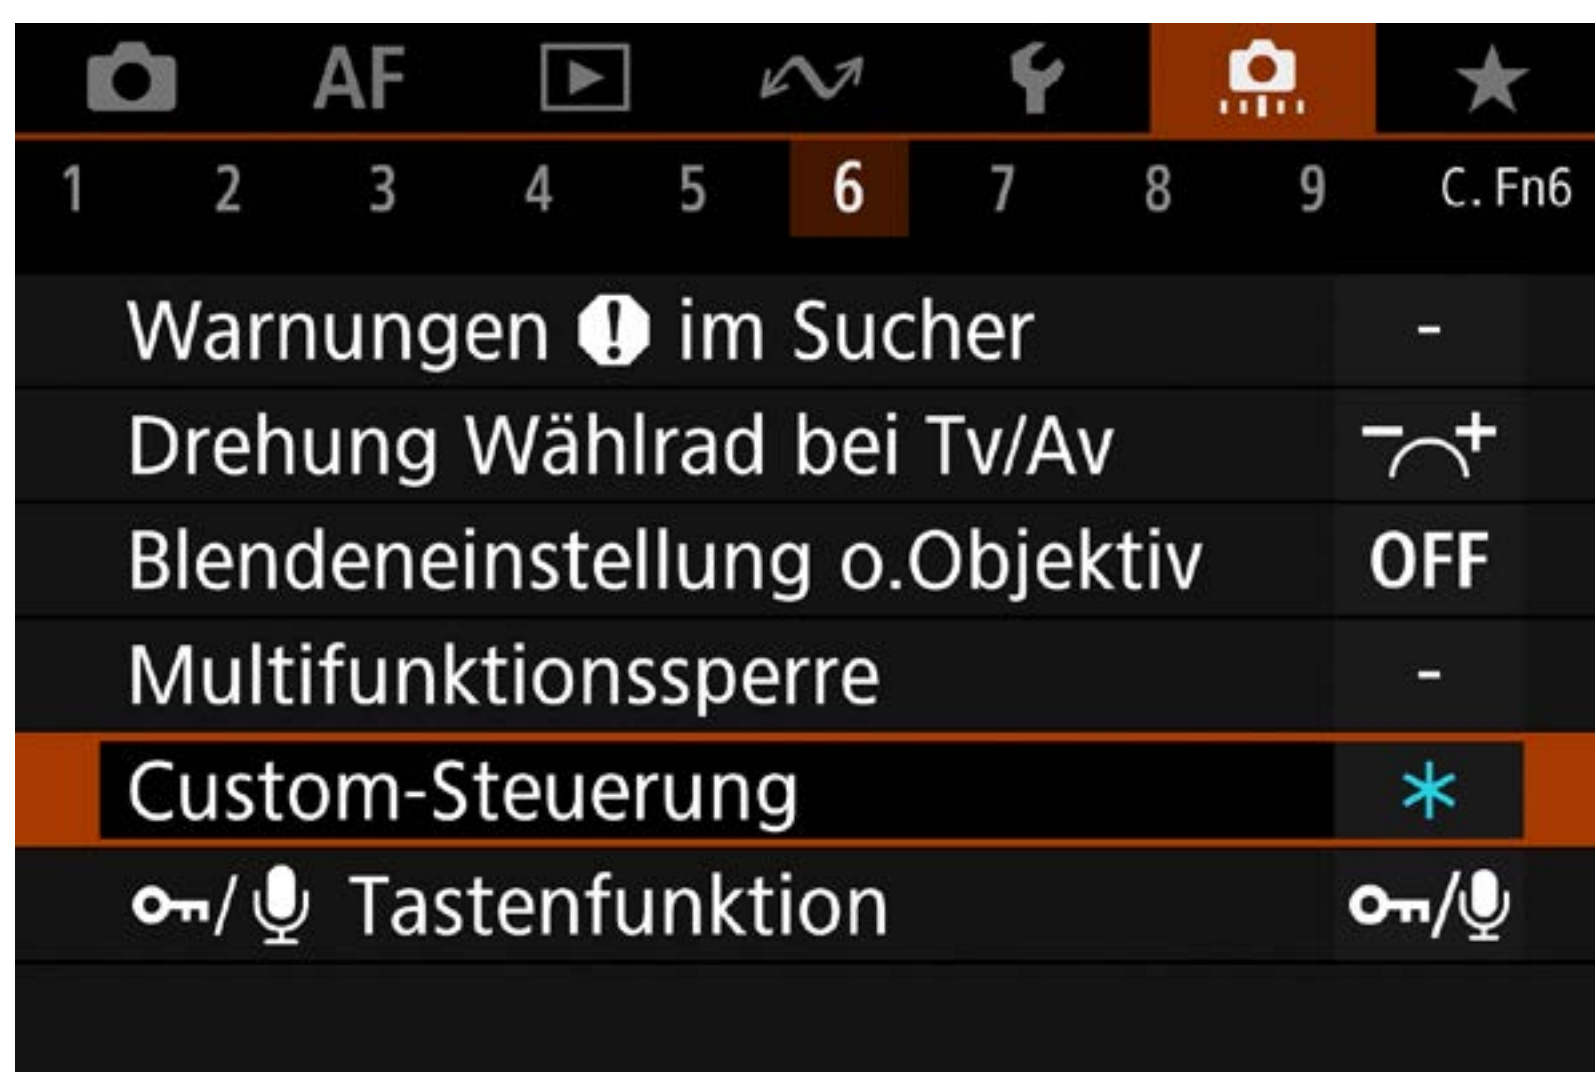 AF
1 2 3 4 5 6 7 8 9 C.Fn6
Warnungen ! im Sucher -
Drehung Wählrad bei Tv/Av -+
Blendeneinstellung o.Objektiv OFF
Multifunktionssperre -
Custom-Steuerung *
/ Tastenfunktion /